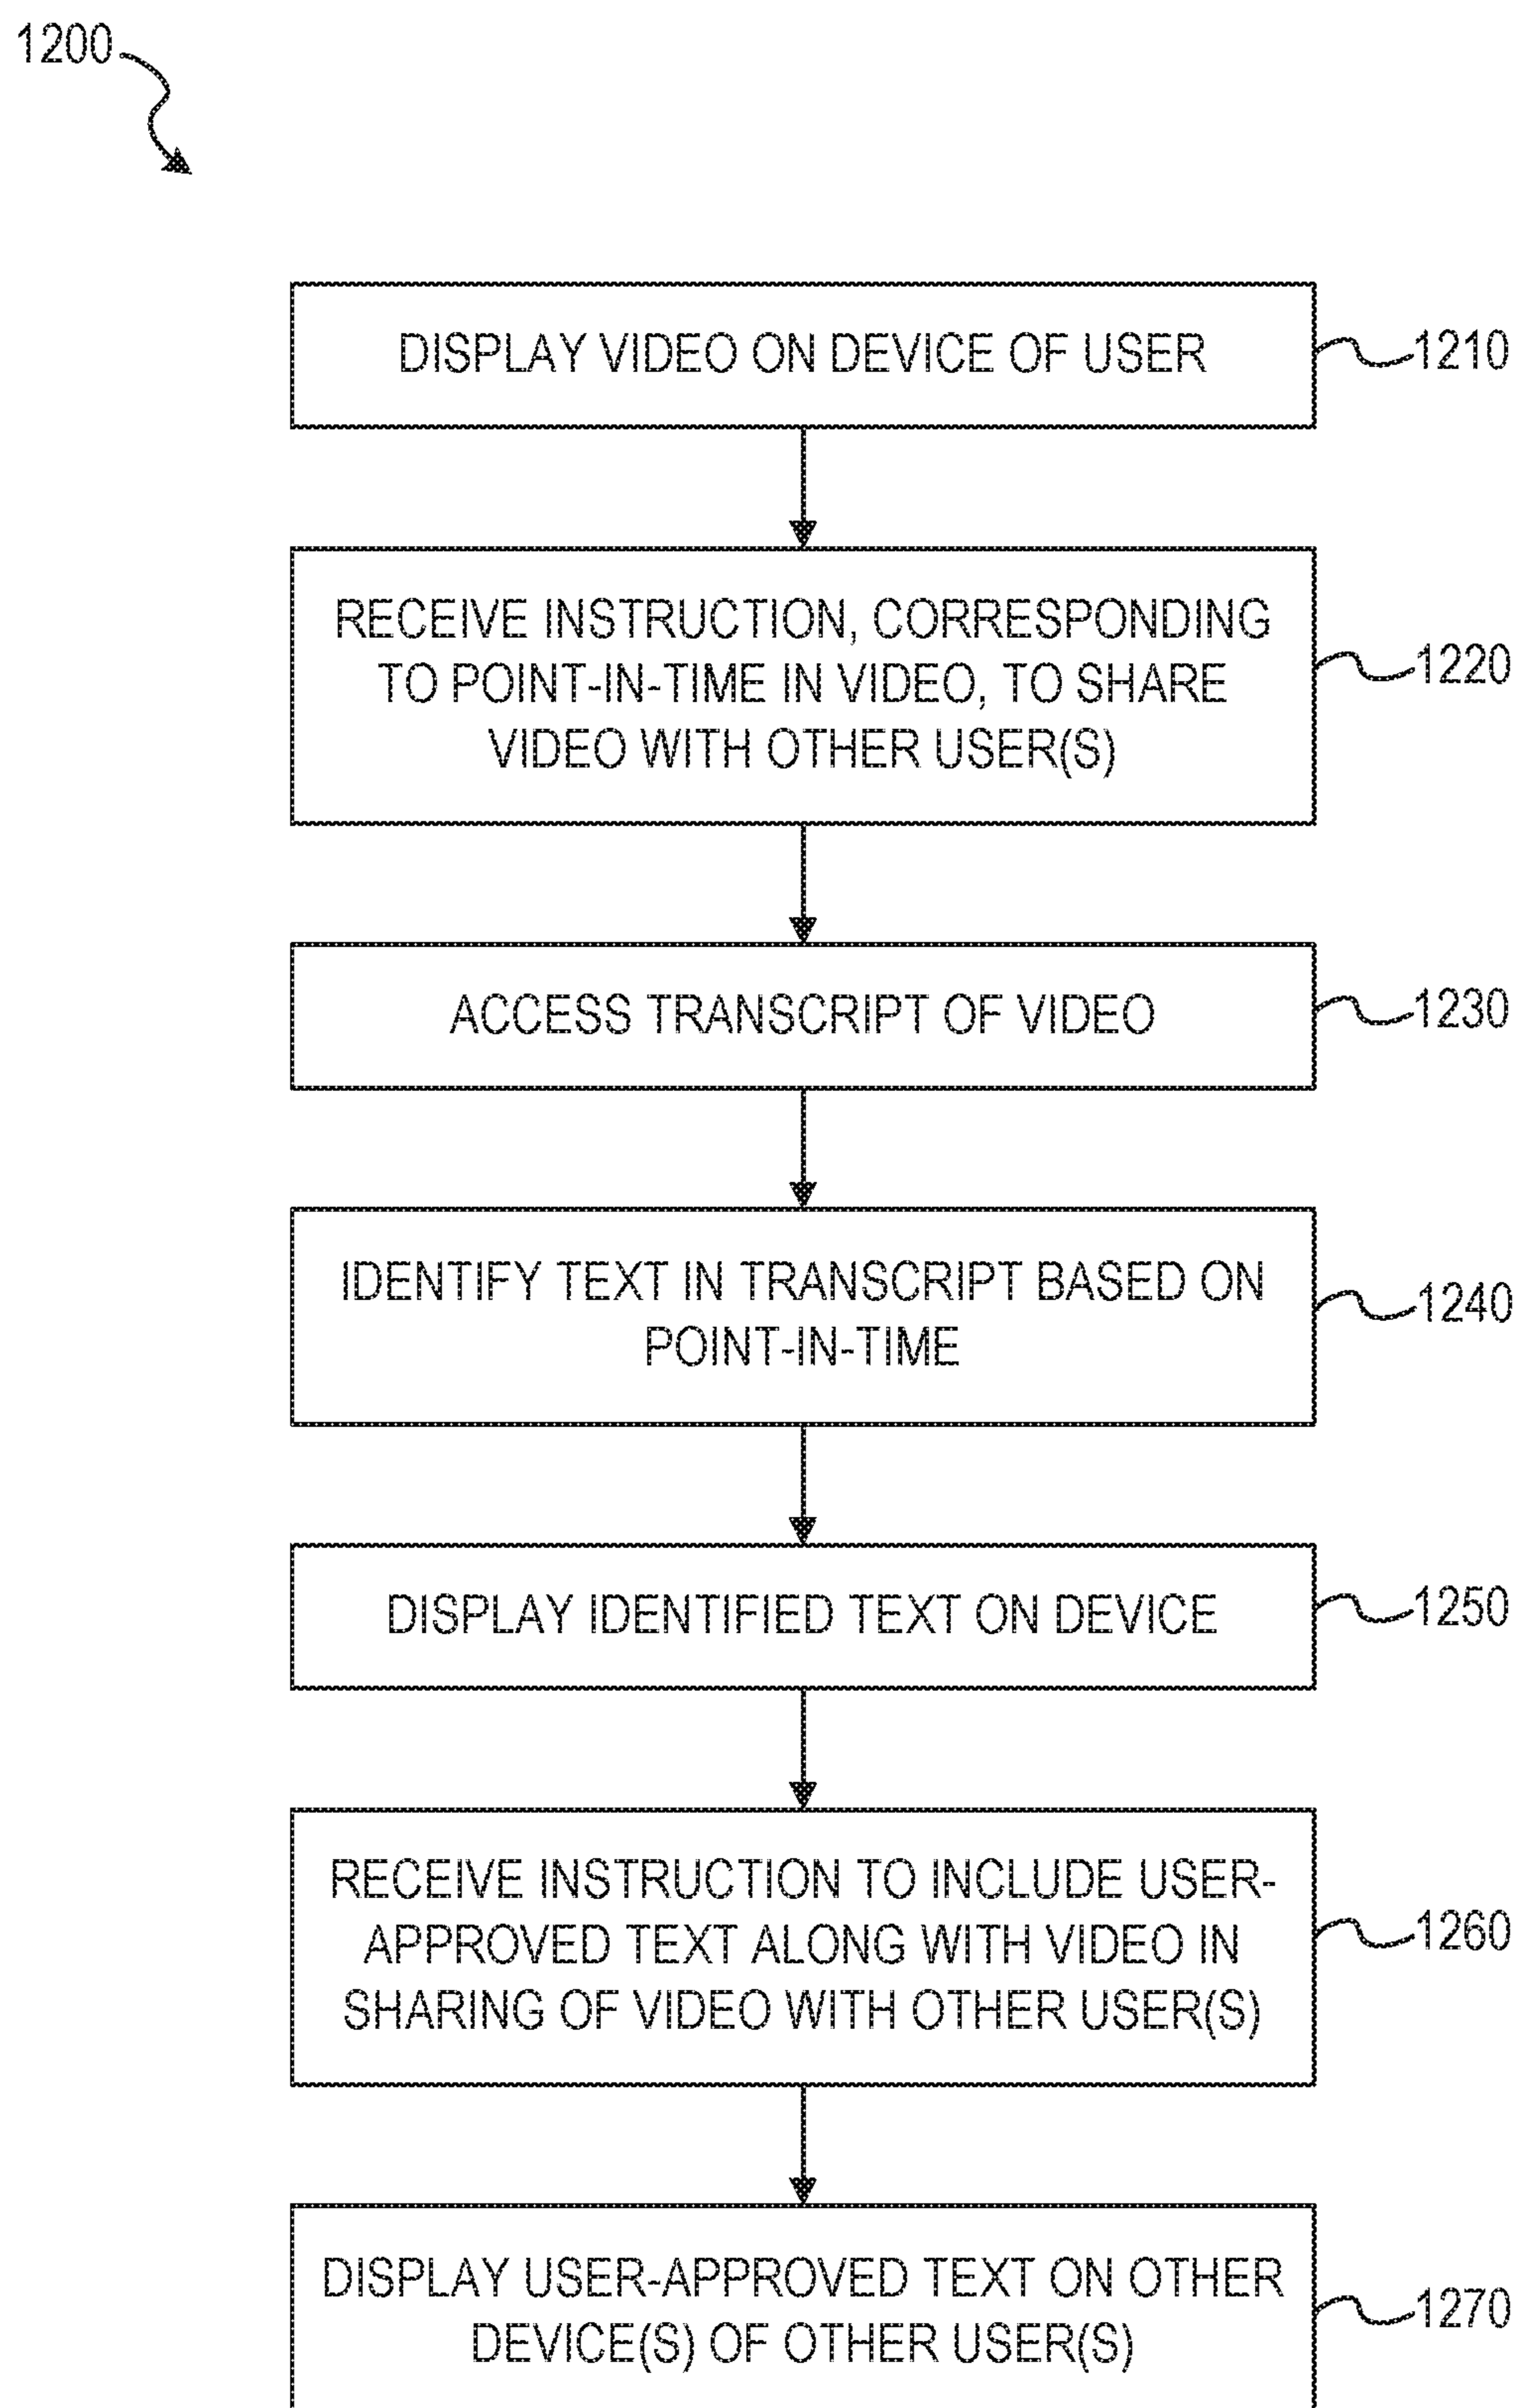 1200
DISPLAY VIDEO ON DEVICE OF USER
1210
RECEIVE INSTRUCTION, CORRESPONDING
TO POINT-IN-TIME IN VIDEO, TO SHARE
VIDEO WITH OTHER USER(S)
1220
ACCESS TRANSCRIPT OF VIDEO
1230
IDENTIFY TEXT IN TRANSCRIPT BASED ON
POINT-IN-TIME
1240
DISPLAY IDENTIFIED TEXT ON DEVICE
1250
RECEIVE INSTRUCTION TO INCLUDE USER-
APPROVED TEXT ALONG WITH VIDEO IN
SHARING OF VIDEO WITH OTHER USER(S)
1260
DISPLAY USER-APPROVED TEXT ON OTHER
DEVICE(S) OF OTHER USER(S)
1270